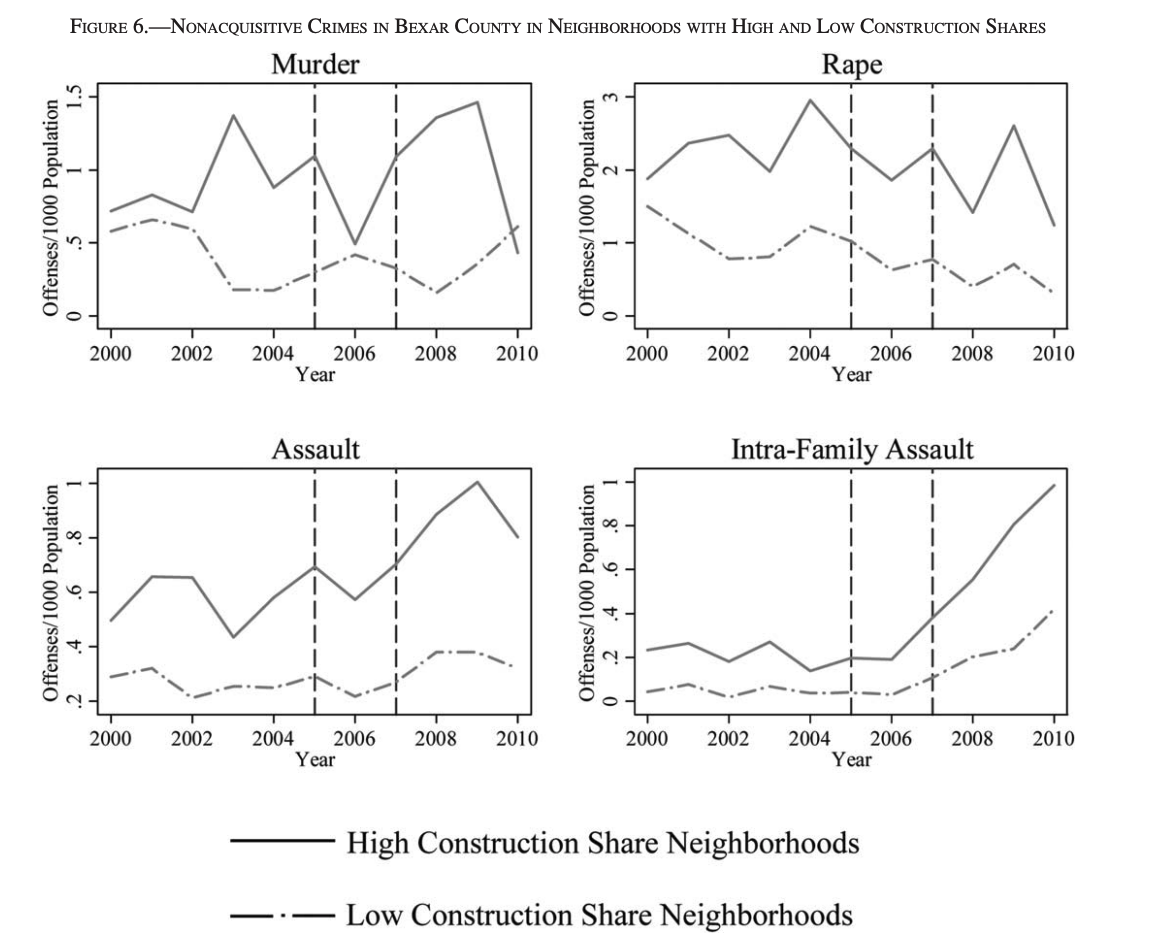 FIGURE 6.—NONACQUISITIVE CRIMES IN BEXAR COUNTY IN NEIGHBORHOODS WITH HIGH AND LOW CONSTRUCTION SHARES
Murder
Offenses/1000 Population
1.5
1
.5
0
2000 2002 2004 2006 2008 2010
Year
Rape
Offenses/1000 Population
3
2
1
0
2000 2002 2004 2006 2008 2010
Year
Assault
Offenses/1000 Population
1
.8
.6
.4
.2
2000 2002 2004 2006 2008 2010
Year
Intra-Family Assault
Offenses/1000 Population
1
.8
.6
.4
.2
0
2000 2002 2004 2006 2008 2010
Year
High Construction Share Neighborhoods
Low Construction Share Neighborhoods